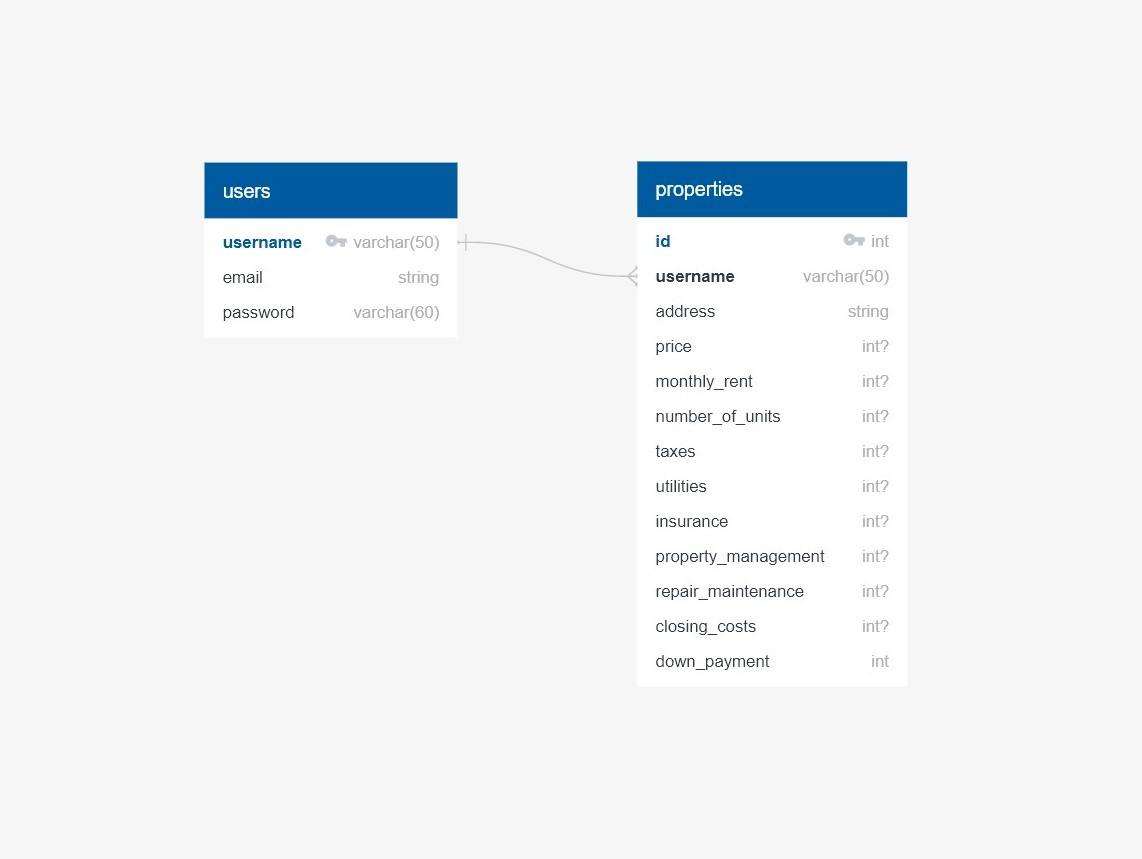 users
username varchar(50)
email string
password varchar(60)
properties
id int
username varchar(50)
address string
price int?
monthly_rent int?
number_of_units int?
taxes int?
utilities int?
insurance int?
property_management int?
repair_maintenance int?
closing_costs int?
down_payment int